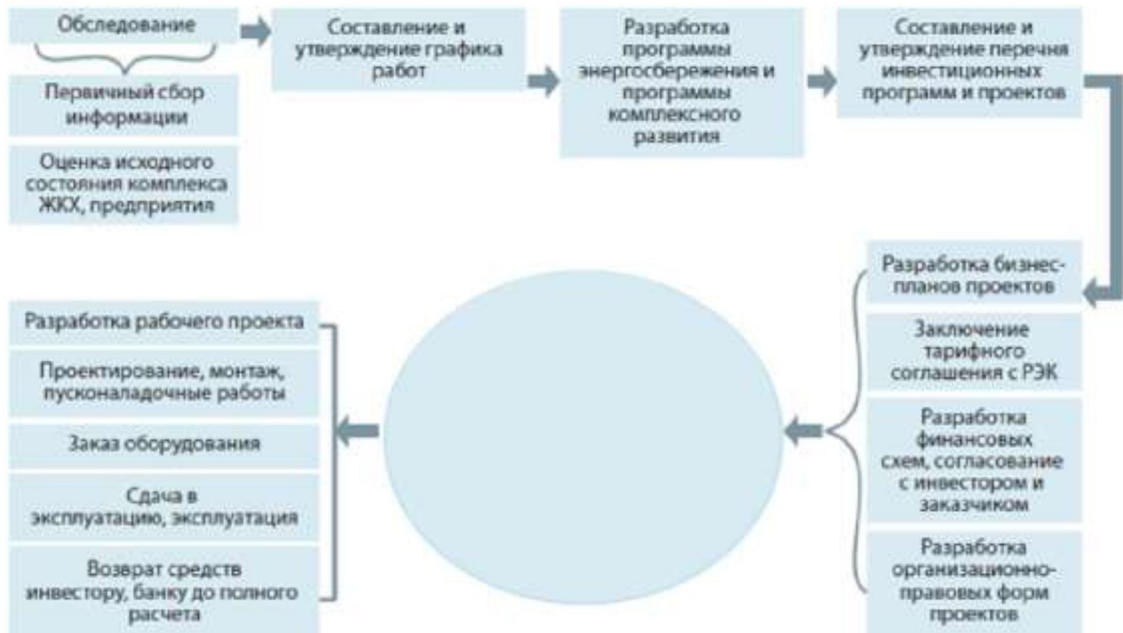 Обследование
Первичный сбор
информации
Оценка исходного
состояния комплекса
ЖКХ, предприятия
Составление и
утверждение графика
работ
Разработка
программы
энергосбережения и
программы
комплексного
развития
Составление и
утверждение перечня
инвестиционных
программ и проектов
Разработка бизнес-
планов проектов
Заключение
тарифного
соглашения с РЭК
Разработка
финансовых
схем, согласование
с инвестором и
заказчиком
Разработка
организационно-
правовых форм
проектов
Разработка рабочего проекта
Проектирование, монтаж,
пусконаладочные работы
Заказ оборудования
Сдача в
эксплуатацию, эксплуатация
Возврат средств
инвестору, банку до полного
расчета